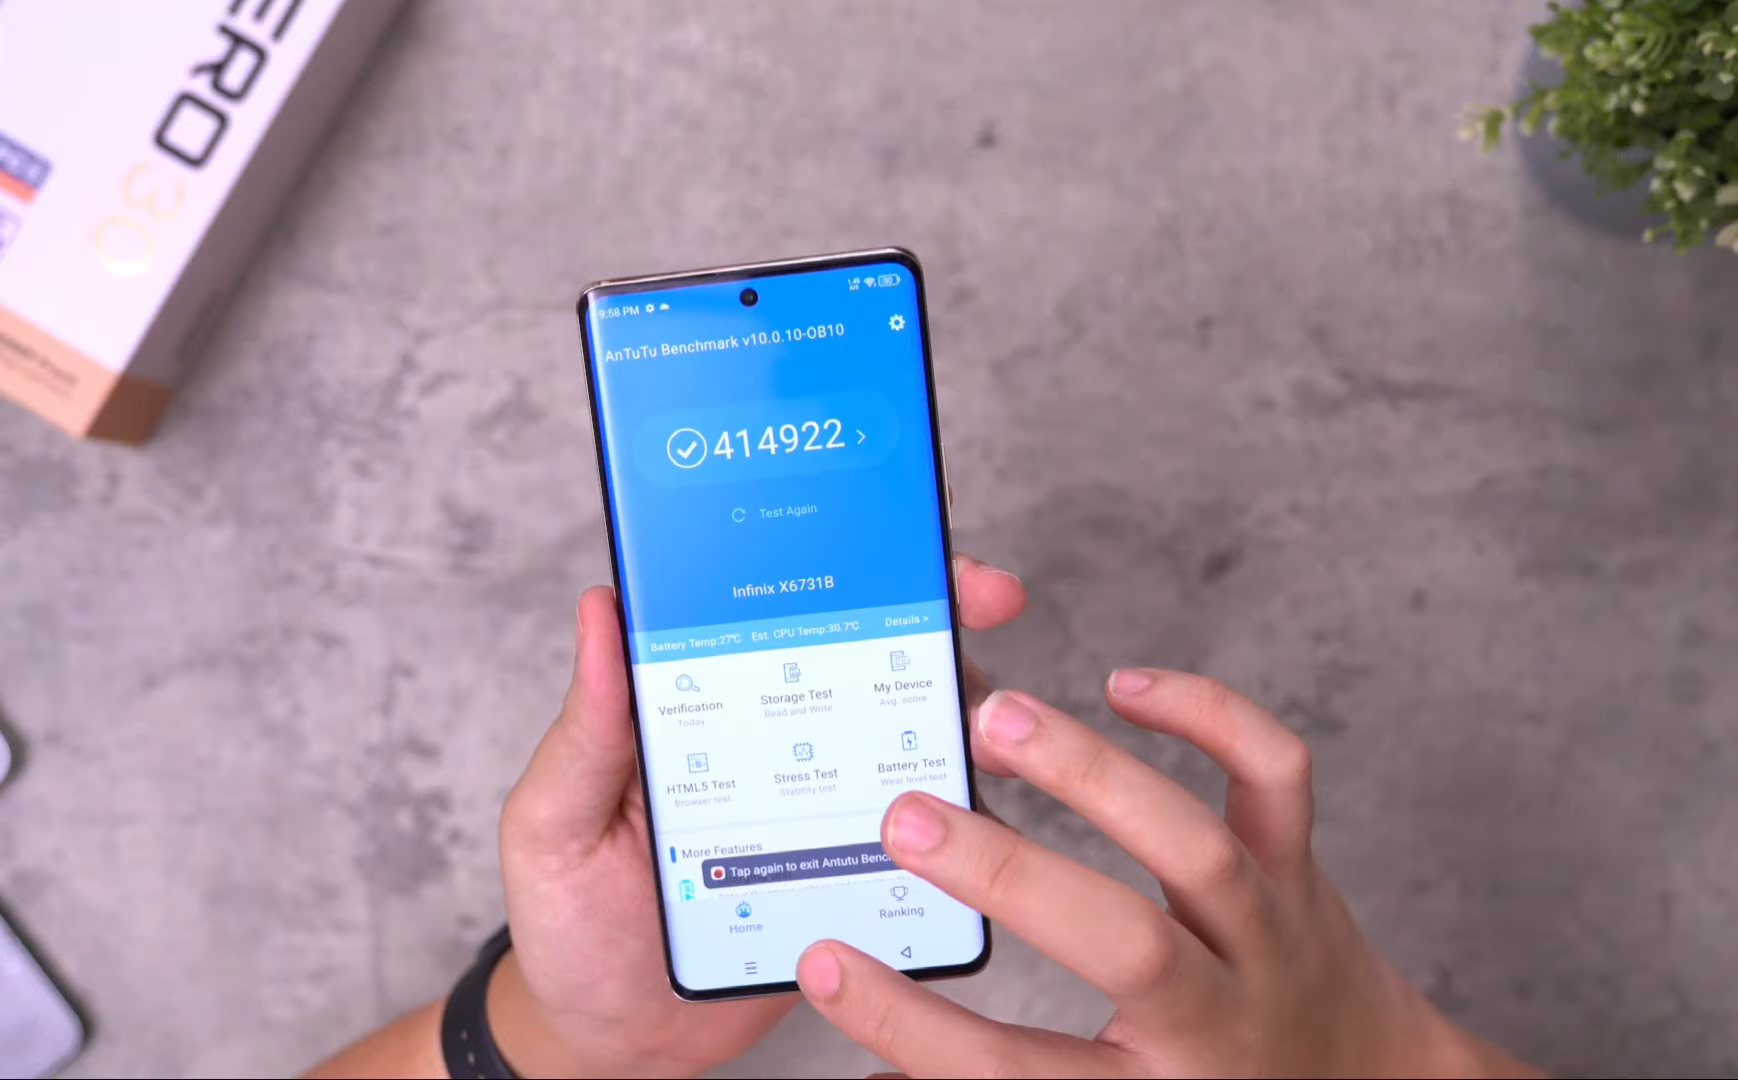 ERO
30
9:58 PM
AnTuTu Benchmark v10.0.10-OB10
414922 >
Test Again
Infinix X6731B
Battery Temp:27℃ Est. CPU Temp:30.7℃ Details >
Verification
Today
Storage Test
Read and Write
My Device
Avg. score
HTML5 Test
Browser test
Stress Test
Stability test
Battery Test
Wear level test
More Features
Tap again to exit Antutu Benc
Home
Ranking